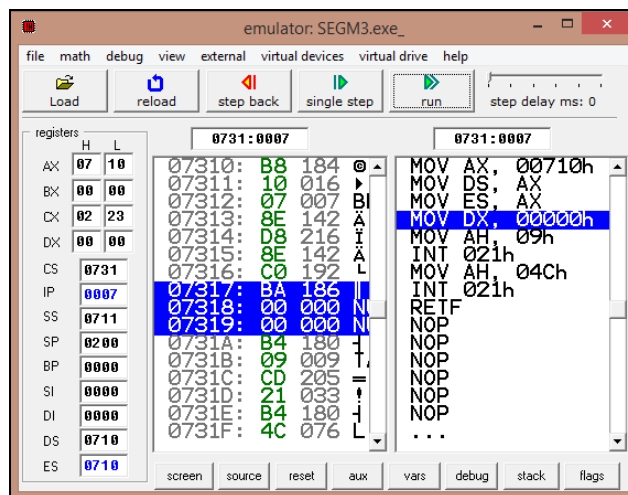 emulator: SEGM3.exe_
file math debug view external virtual devices virtual drive help
Load reload step back single step run step delay ms: 0
registers
H L
AX 07 10
BX 00 00
CX 02 23
DX 00 00
CS 0731
IP 0007
SS 0711
SP 0200
BP 0000
SI 0000
DI 0000
DS 0710
ES 0710
0731:0007
07310: B8 184 ©
07311: 10 016
07312: 07 007
07313: 8E 142 Ä
07314: D8 216 Ï
07315: 8E 142 Ä
07316: C0 192 └
07317: BA 186 ║
07318: 00 000
07319: 00 000
0731A: B4 180 ┤
0731B: 09 009
0731C: CD 205 =
0731D: 21 033 !
0731E: B4 180 ┤
0731F: 4C 076 L
0731:0007
MOV AX, 00710h
MOV DS, AX
MOV ES, AX
MOV DX, 00000h
MOV AH, 09h
INT 021h
MOV AH, 04Ch
INT 021h
RETF
NOP
NOP
NOP
NOP
NOP
NOP
...
screen source reset aux vars debug stack flags